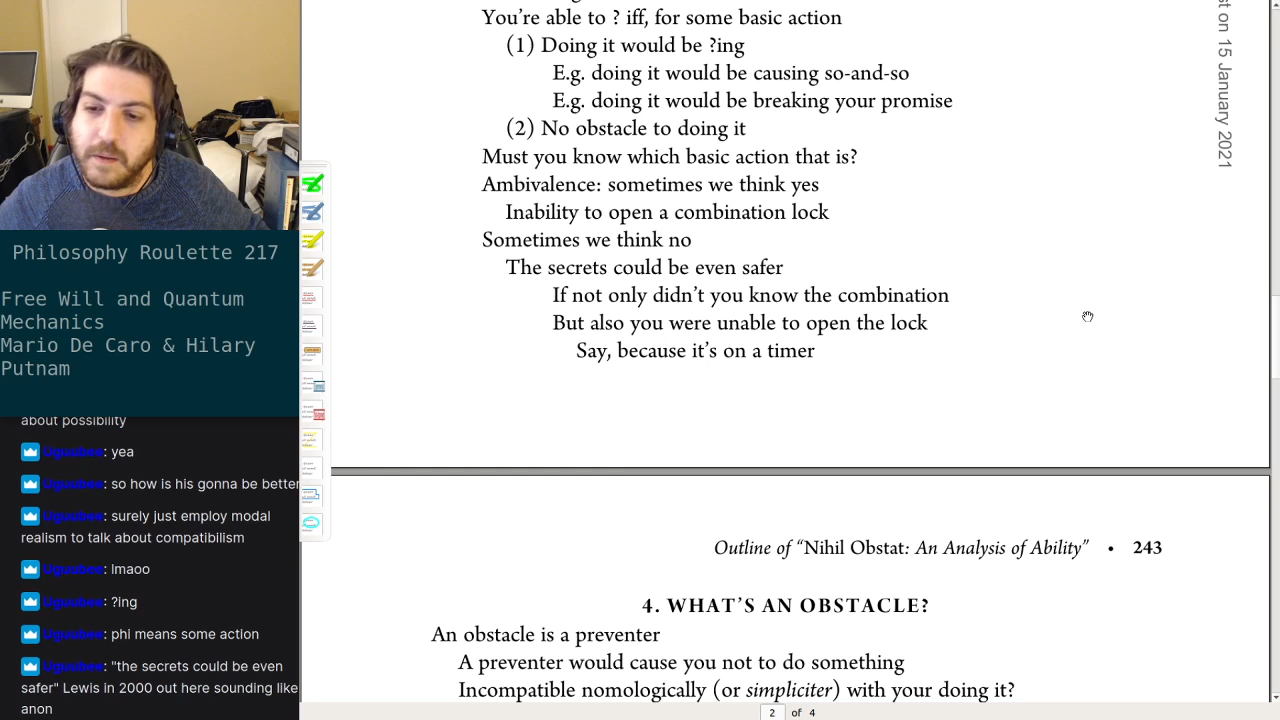 You're able to ? iff, for some basic action
(1) Doing it would be ?ing
E.g. doing it would be causing so-and-so
E.g. doing it would be breaking your promise
(2) No obstacle to doing it
Must you know which basic action that is?
Ambivalence: sometimes we think yes
Inability to open a combination lock
Sometimes we think no
The secrets could be even safer
If not only didn't you know the combination
But also you were unable to open the lock
Say, because it's on a timer
st on 15 January 2021
Outline of "Nihil Obstat: An Analysis of Ability" • 243
4. WHAT'S AN OBSTACLE?
An obstacle is a preventer
A preventer would cause you not to do something
Incompatible nomologically (or simpliciter) with your doing it?
2 of 4
Philosophy Roulette 217
Free Will and Quantum
Mechanics
Mario De Caro & Hilary
Putnam
about possibility
: yea
: so how is his gonna be better
: surely just employ modal
realism to talk about compatibilism
: lmaoo
: ?ing
: phI means some action
: "the secrets could be even
safer" Lewis in 2000 out here sounding like
anon